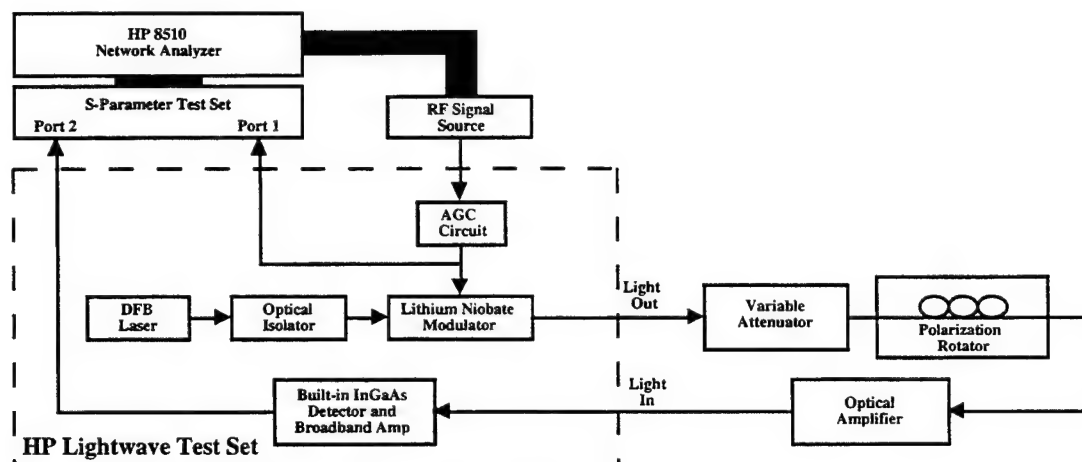 HP 8510
Network Analyzer
S-Parameter Test Set
Port 2
Port 1
RF Signal
Source
AGC
Circuit
DFB
Laser
Optical
Isolator
Lithium Niobate
Modulator
Light
Out
Variable
Attenuator
Polarization
Rotator
Built-in InGaAs
Detector and
Broadband Amp
Light
In
Optical
Amplifier
HP Lightwave Test Set